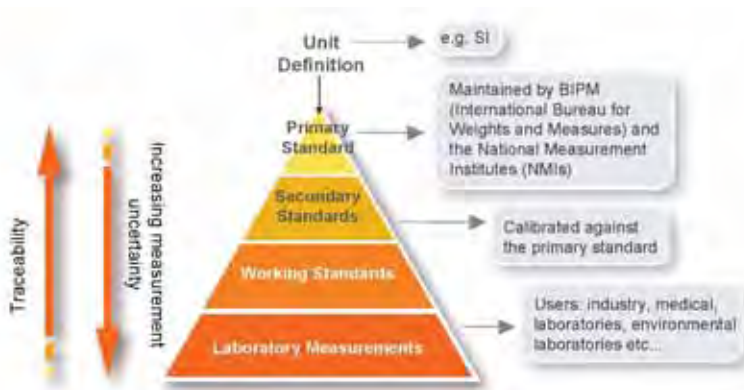 Unit
Definition
e.g. SI
Primary
Standard
Maintained by BIPM
(International Bureau for
Weights and Measures) and
the National Measurement
Institutes (NMIs)
Secondary
Standards
Calibrated against
the primary standard
Working Standards
Laboratory Measurements
Users: industry, medical,
laboratories, environmental
laboratories etc...
Traceability
Increasing measurement
uncertainty